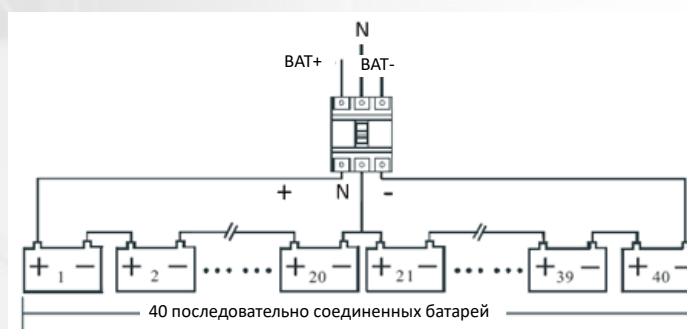 N
BAT+ BAT-
+ N -
+ 1 - + 2 - ...... + 20 - + 21 - ...... + 39 - + 40 -
40 последовательно соединенных батарей